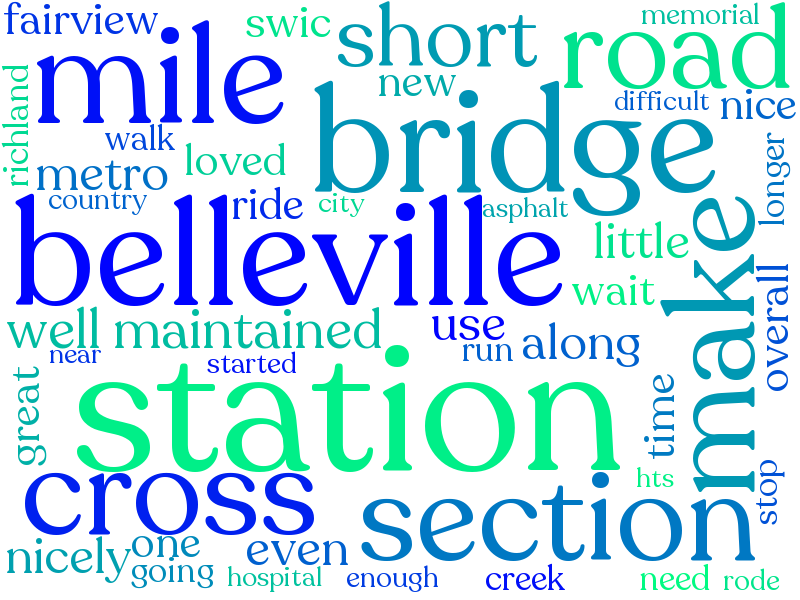 fairview
swic
short
memorial
road
mile
new
difficult
nice
richland
walk
loved
bridge
longer
metro
country
ride
city
asphalt
belleville
little
make
wait
well maintained
use
overall
near
started
run
along
great
station
time
cross
section
hts
stop
nicely
one
going
even
hospital
enough
creek
need
rode